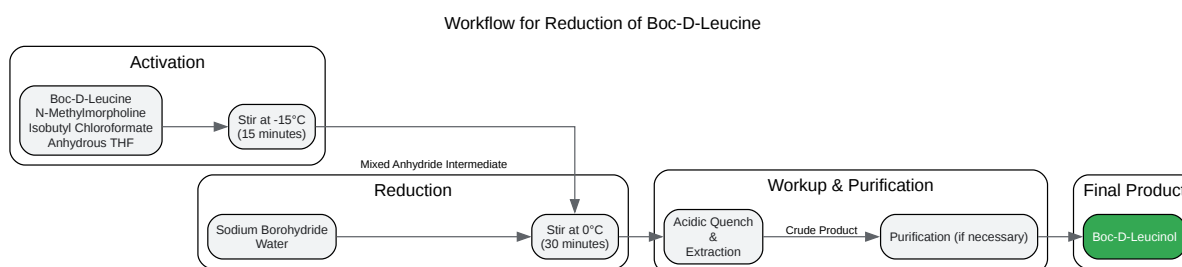 Workflow for Reduction of Boc-D-Leucine
Activation
Boc-D-Leucine
N-Methylmorpholine
Isobutyl Chloroformate
Anhydrous THF
Stir at -15°C
(15 minutes)
Mixed Anhydride Intermediate
Reduction
Sodium Borohydride
Water
Stir at 0°C
(30 minutes)
Workup & Purification
Acidic Quench
&
Extraction
Crude Product
Purification (if necessary)
Final Product
Boc-D-Leucinol